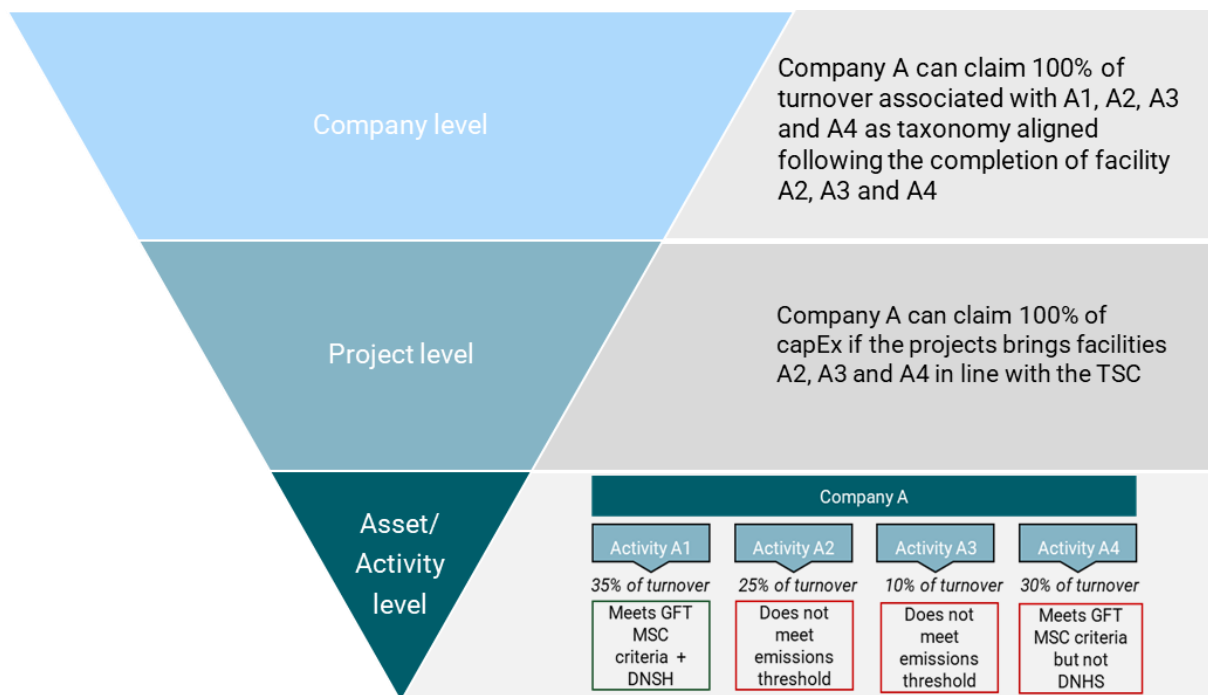 Company level
Company A can claim 100% of
turnover associated with A1, A2, A3
and A4 as taxonomy aligned
following the completion of facility
A2, A3 and A4
Project level
Company A can claim 100% of
capEx if the projects brings facilities
A2, A3 and A4 in line with the TSC
Asset/
Activity
level
Company A
Activity A1
35% of turnover
Meets GFT
MSC
criteria +
DNSH
Activity A2
25% of turnover
Does not
meet
emissions
threshold
Activity A3
10% of turnover
Does not
meet
emissions
threshold
Activity A4
30% of turnover
Meets GFT
MSC criteria
but not
DNHS